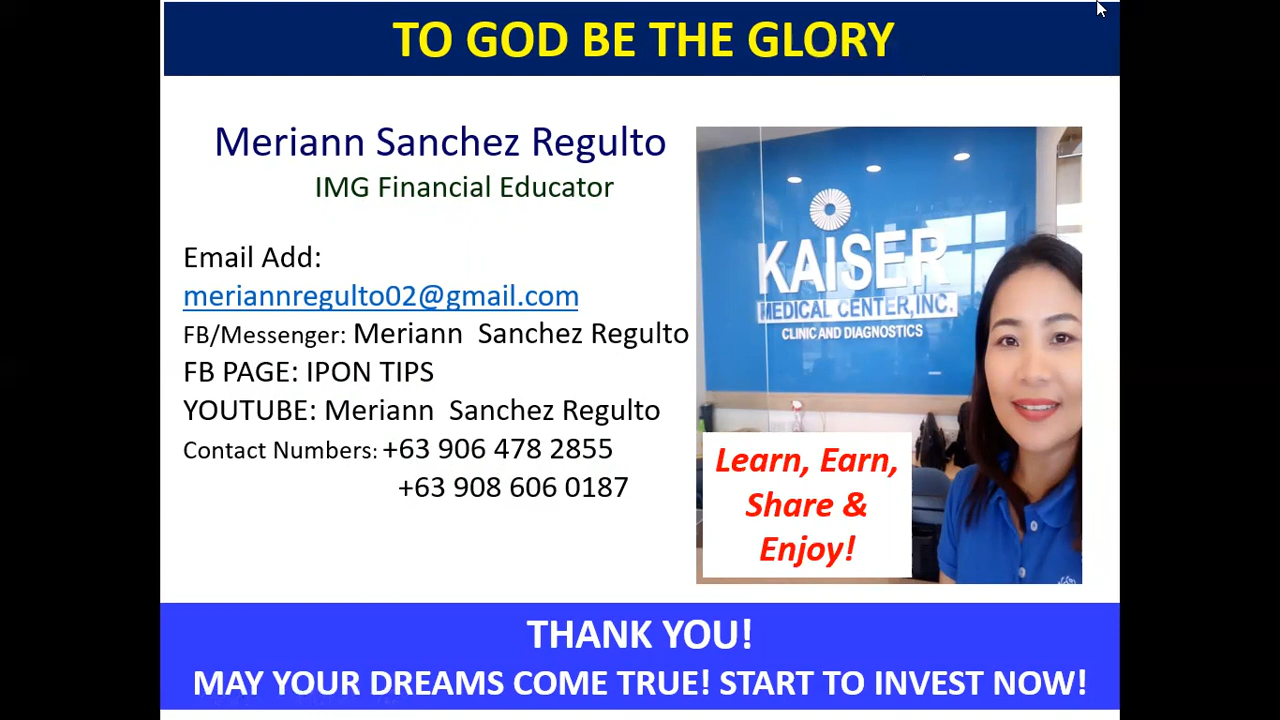 TO GOD BE THE GLORY
Meriann Sanchez Regulto
IMG Financial Educator
Email Add:
meriannregulto02@gmail.com
FB/Messenger: Meriann Sanchez Regulto
FB PAGE: IPON TIPS
YOUTUBE: Meriann Sanchez Regulto
Contact Numbers: +63 906 478 2855
+63 908 606 0187
KAISER
MEDICAL CENTER, INC.
CLINIC AND DIAGNOSTICS
Learn, Earn,
Share &
Enjoy!
THANK YOU!
MAY YOUR DREAMS COME TRUE! START TO INVEST NOW!